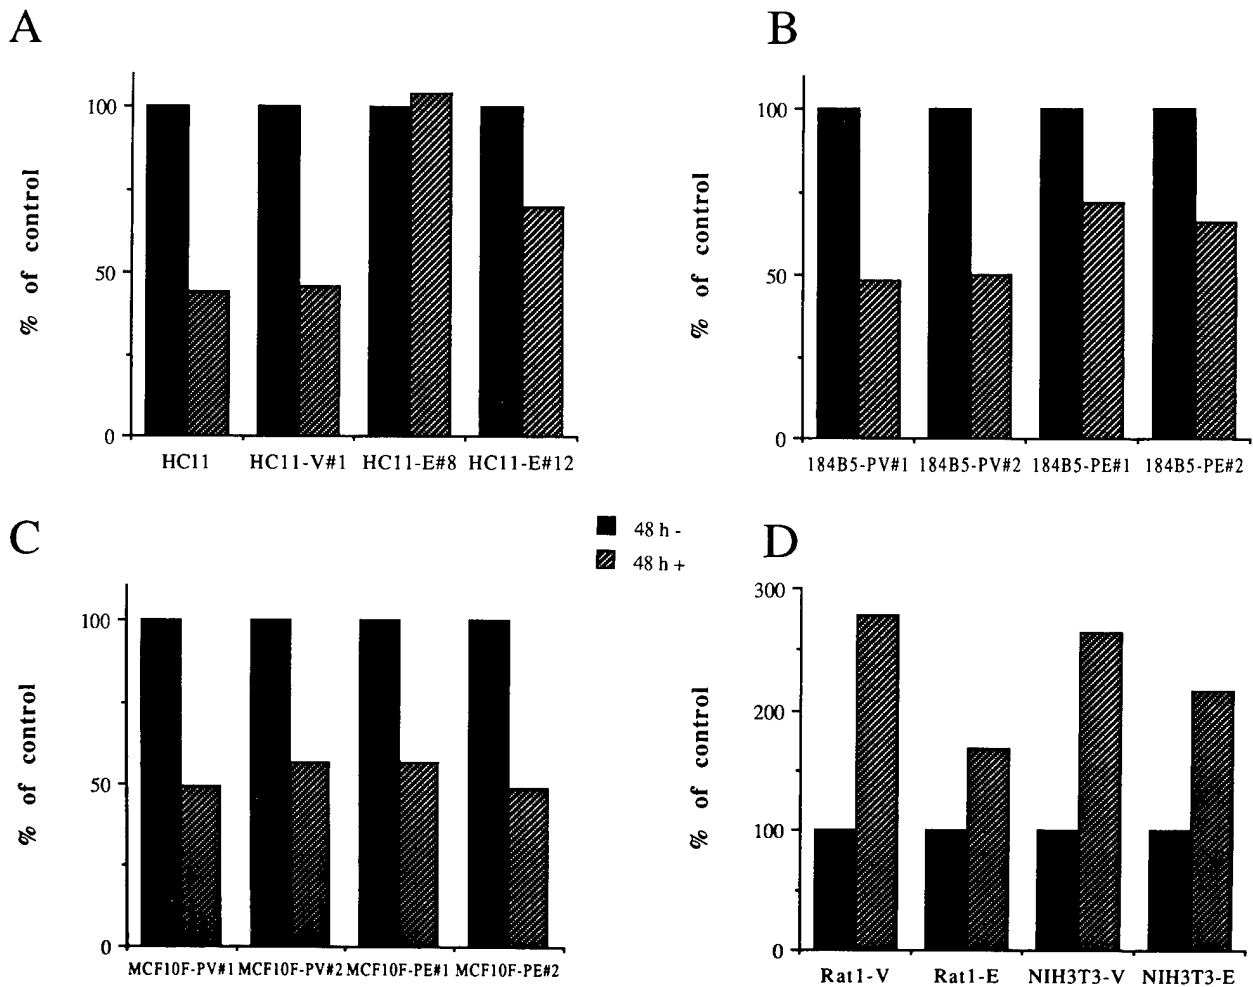 A
% of control
100
50
0
HC11 HC11-V#1 HC11-E#8 HC11-E#12
B
% of control
100
50
0
184B5-PV#1 184B5-PV#2 184B5-PE#1 184B5-PE#2
C
% of control
100
50
0
MCF10F-PV#1 MCF10F-PV#2 MCF10F-PE#1 MCF10F-PE#2
48 h -
48 h +
D
% of control
300
200
100
0
Rat1-V Rat1-E NIH3T3-V NIH3T3-E